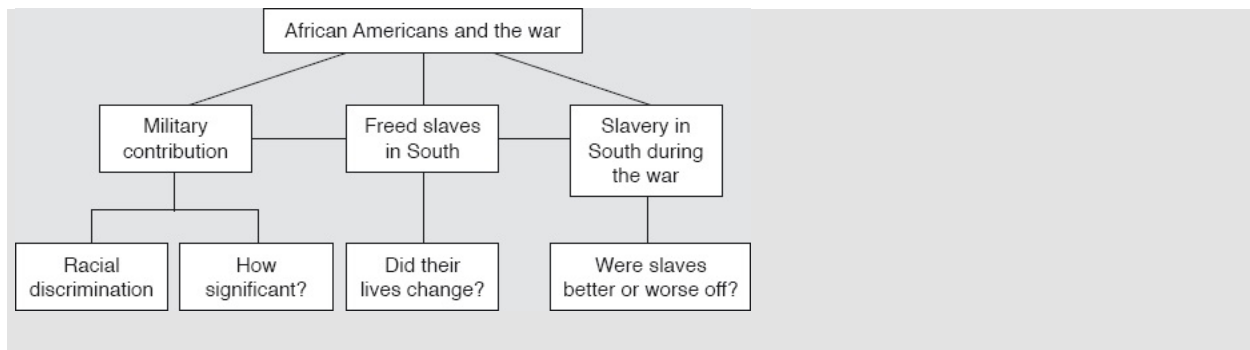 African Americans and the war
Military
contribution
Freed slaves
in South
Slavery in
South during
the war
Racial
discrimination
How
significant?
Did their
lives change?
Were slaves
better or worse off?